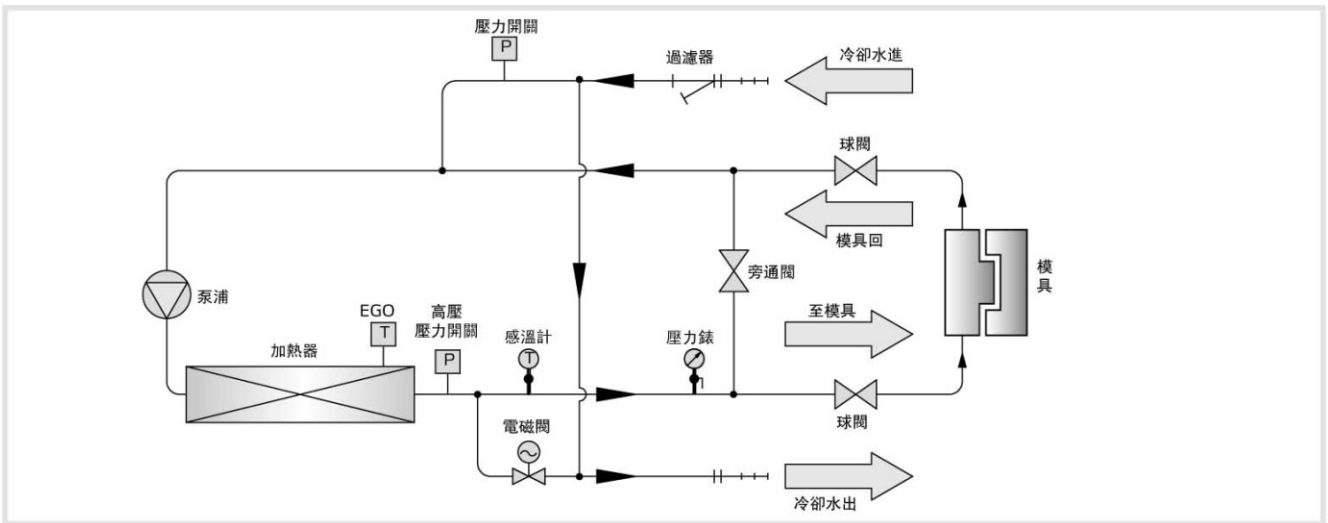 壓力開關
P
過濾器
冷卻水進
球閥
模具回
旁通閥
模
具
泵浦
EGO
T
高壓
壓力開關
P
加熱器
感溫計
T
壓力錶
至模具
球閥
電磁閥
冷卻水出